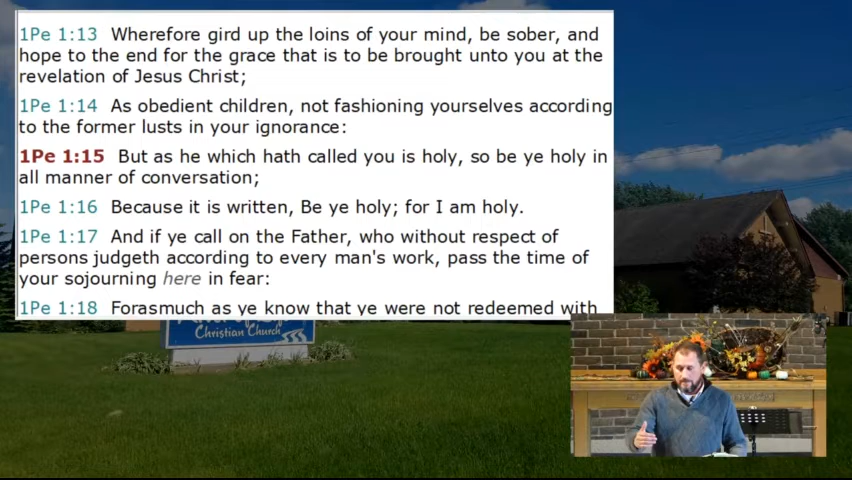 1Pe 1:13 Wherefore gird up the loins of your mind, be sober, and
hope to the end for the grace that is to be brought unto you at the
revelation of Jesus Christ;
1Pe 1:14 As obedient children, not fashioning yourselves according
to the former lusts in your ignorance:
1Pe 1:15 But as he which hath called you is holy, so be ye holy in
all manner of conversation;
1Pe 1:16 Because it is written, Be ye holy; for I am holy.
1Pe 1:17 And if ye call on the Father, who without respect of
persons judgeth according to every man's work, pass the time of
your sojourning here in fear:
1Pe 1:18 Forasmuch as ye know that ye were not redeemed with
Christian Church